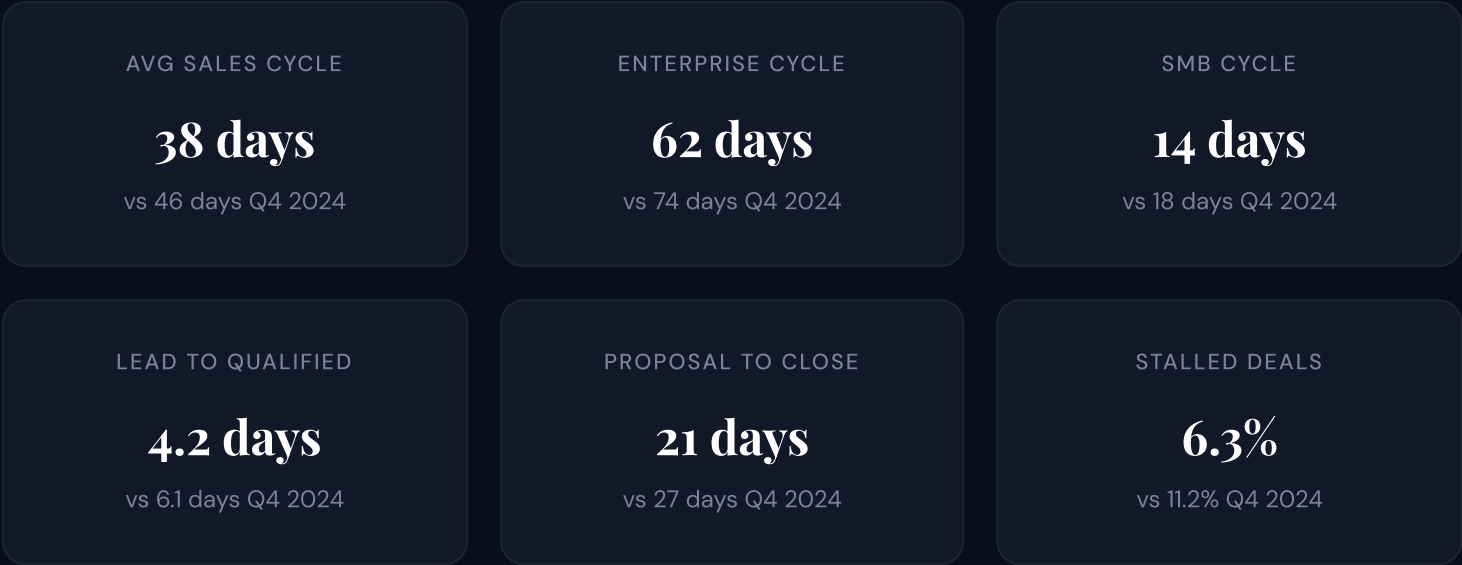 AVG SALES CYCLE
38 days
vs 46 days Q4 2024
ENTERPRISE CYCLE
62 days
vs 74 days Q4 2024
SMB CYCLE
14 days
vs 18 days Q4 2024
LEAD TO QUALIFIED
4.2 days
vs 6.1 days Q4 2024
PROPOSAL TO CLOSE
21 days
vs 27 days Q4 2024
STALLED DEALS
6.3%
vs 11.2% Q4 2024